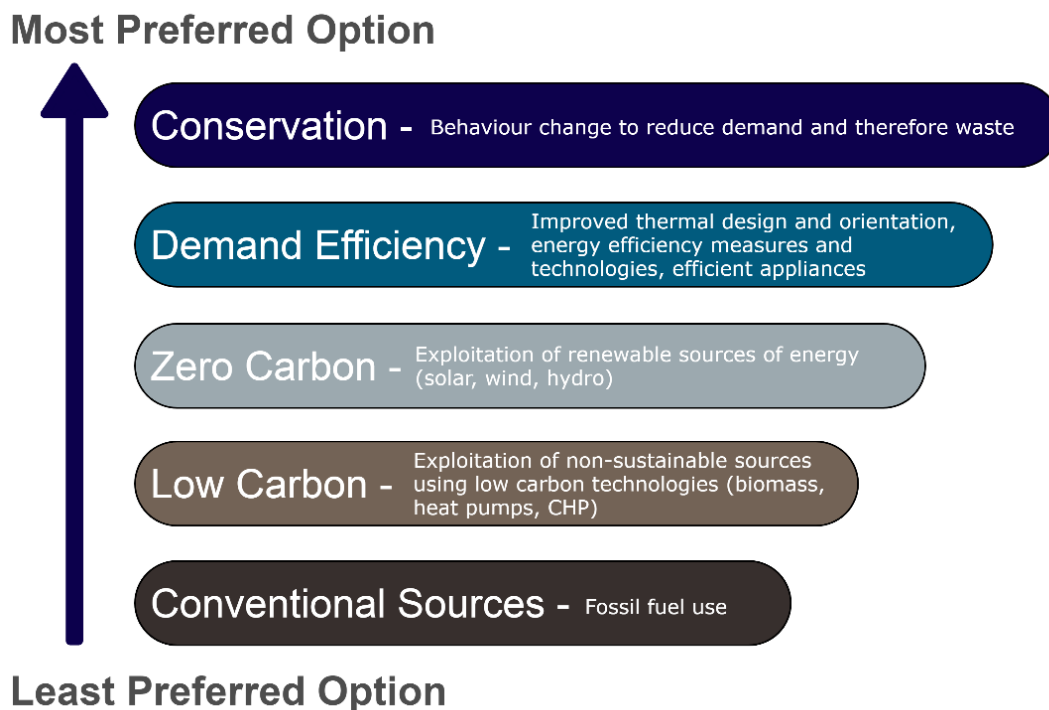 Most Preferred Option
Conservation - Behaviour change to reduce demand and therefore waste
Demand Efficiency - Improved thermal design and orientation,
energy efficiency measures and
technologies, efficient appliances
Zero Carbon - Exploitation of renewable sources of energy
(solar, wind, hydro)
Low Carbon - Exploitation of non-sustainable sources
using low carbon technologies (biomass,
heat pumps, CHP)
Conventional Sources - Fossil fuel use
Least Preferred Option